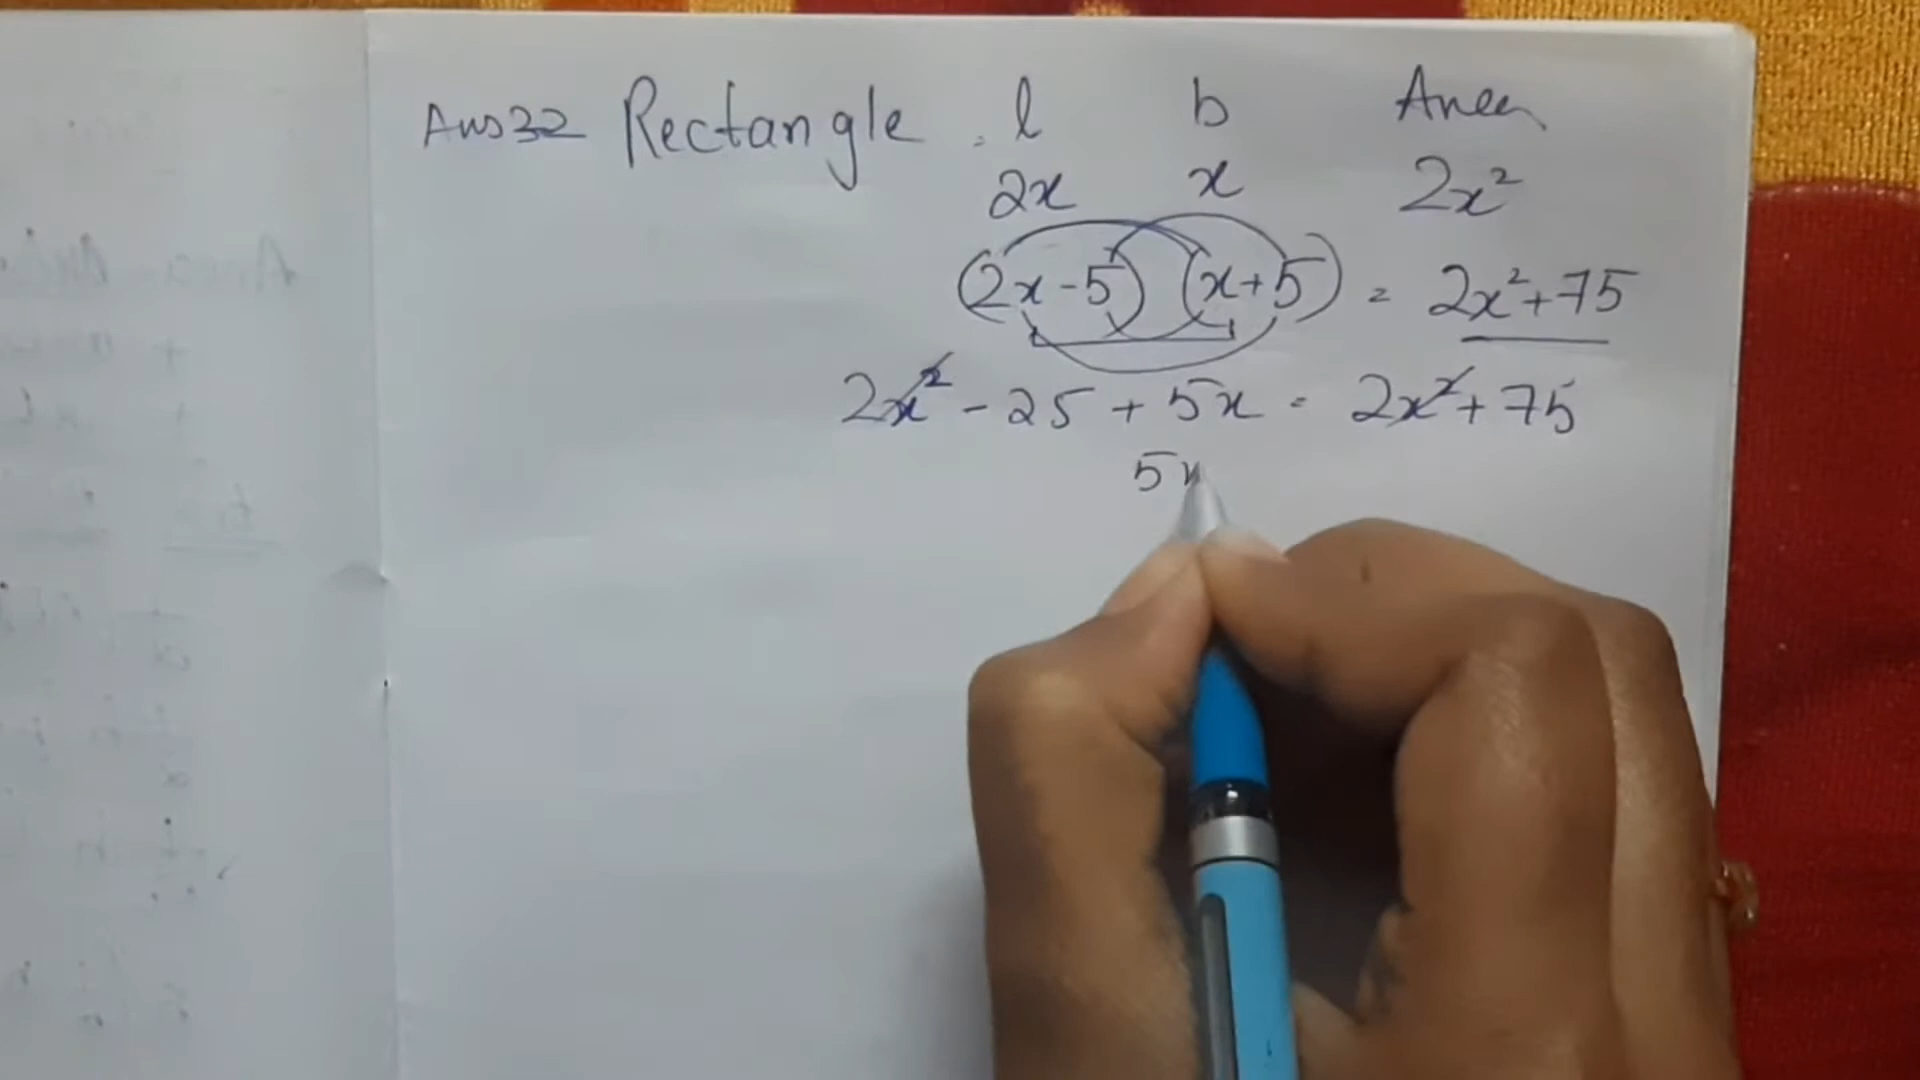 Ans32 Rectangle. l b Area
2x x 2x²
(2x-5) (x+5) = 2x²+75
2x² - 25 + 5x = 2x² + 75
5x